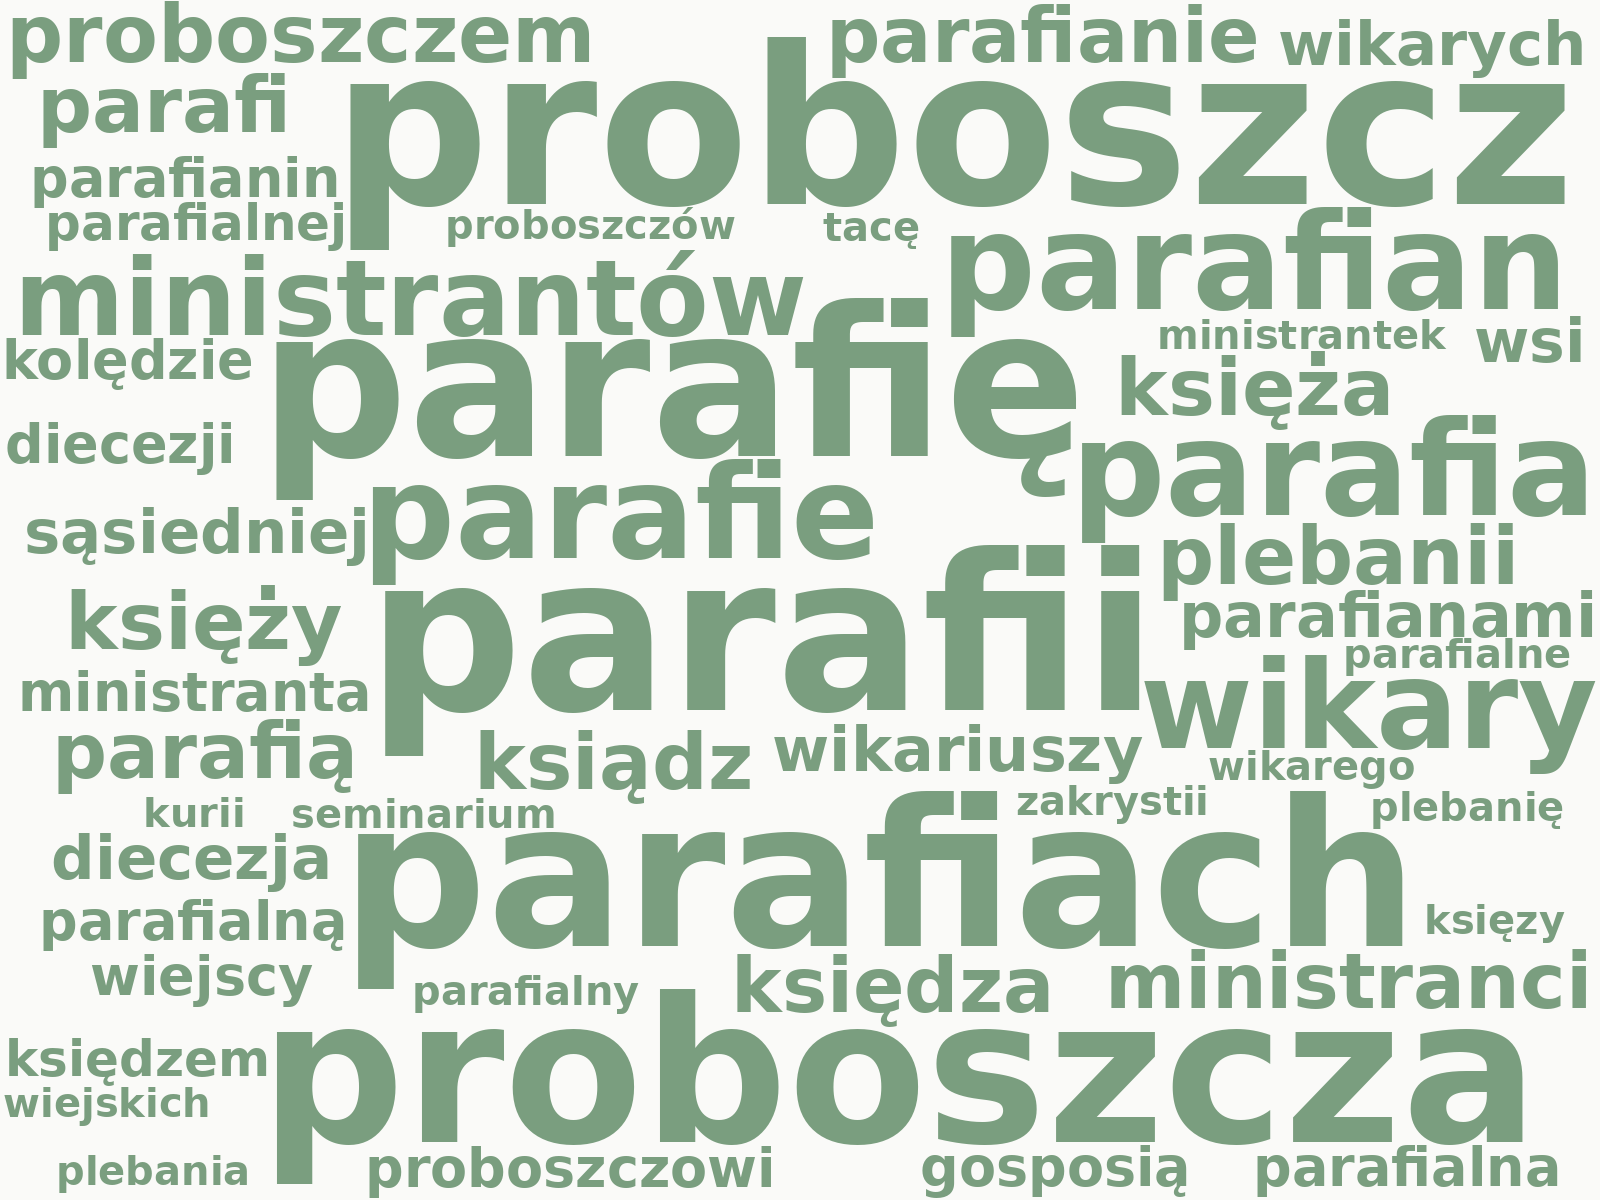 proboszczem
parafianie
wikarych
proboszcz
parafi
parafianin
parafialnej
proboszczów
tacę
parafian
ministrantów
ministrantek
wsi
kolędzie
parafię
księża
diecezji
parafia
parafie
sąsiedniej
plebanii
parafii
parafianami
księży
parafialne
ministranta
wikary
parafią
ksiądz
wikariuszy
wikarego
kurii
seminarium
zakrystii
plebanię
diecezja
parafiach
parafialną
księzy
wiejscy
parafialny
księdza
ministranci
księdzem
proboszcza
wiejskich
plebania
proboszczowi
gosposią
parafialna